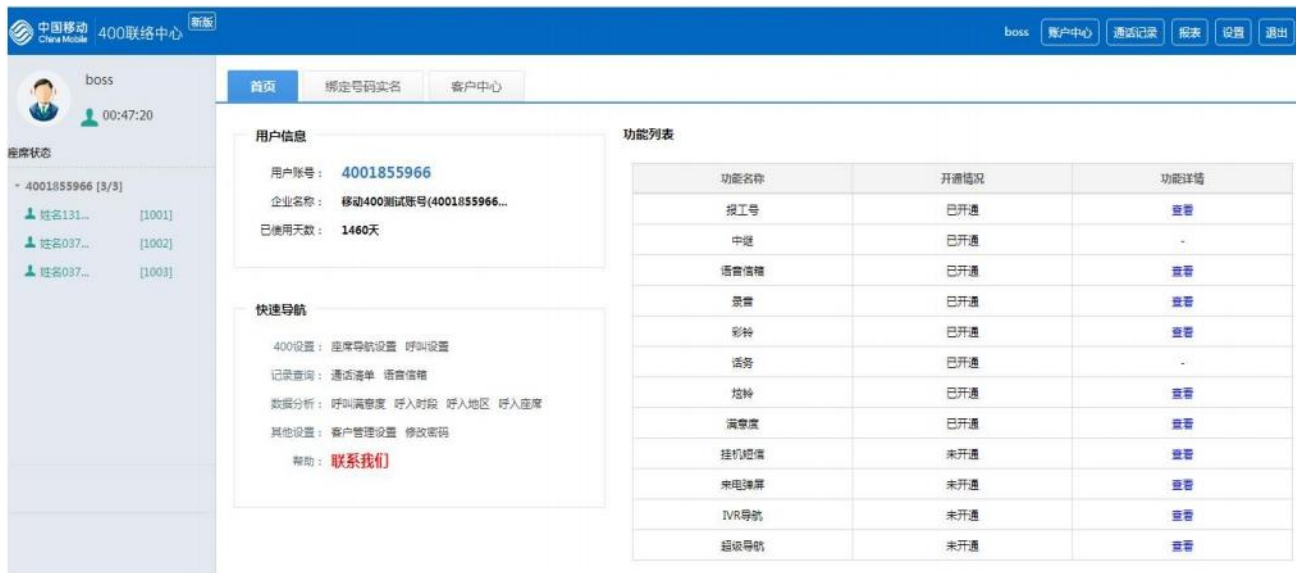 中国移动 China Mobile 400联络中心 新版
boss 账户中心 通话记录 报表 设置 退出
boss
00:47:20
座席状态
4001855966 [3/3]
姓名131... [1001]
姓名037... [1002]
姓名037... [1003]
首页 绑定号码实名 客户中心
用户信息
用户账号： 4001855966
企业名称： 移动400测试账号(4001855966...
已使用天数： 1460天
快速导航
400设置： 座席导航设置 呼叫设置
记录查询： 通话清单 语音信箱
数据分析： 呼叫满意度 呼入时段 呼入地区 呼入座席
其他设置： 客户管理设置 修改密码
帮助： 联系我们
功能列表
功能名称 开通情况 功能详情
报工号 已开通 查看
中继 已开通 -
语音信箱 已开通 查看
录音 已开通 查看
彩铃 已开通 查看
话务 已开通 -
炫铃 已开通 查看
满意度 已开通 查看
挂机短信 未开通 查看
来电弹屏 未开通 查看
IVR导航 未开通 查看
超级导航 未开通 查看